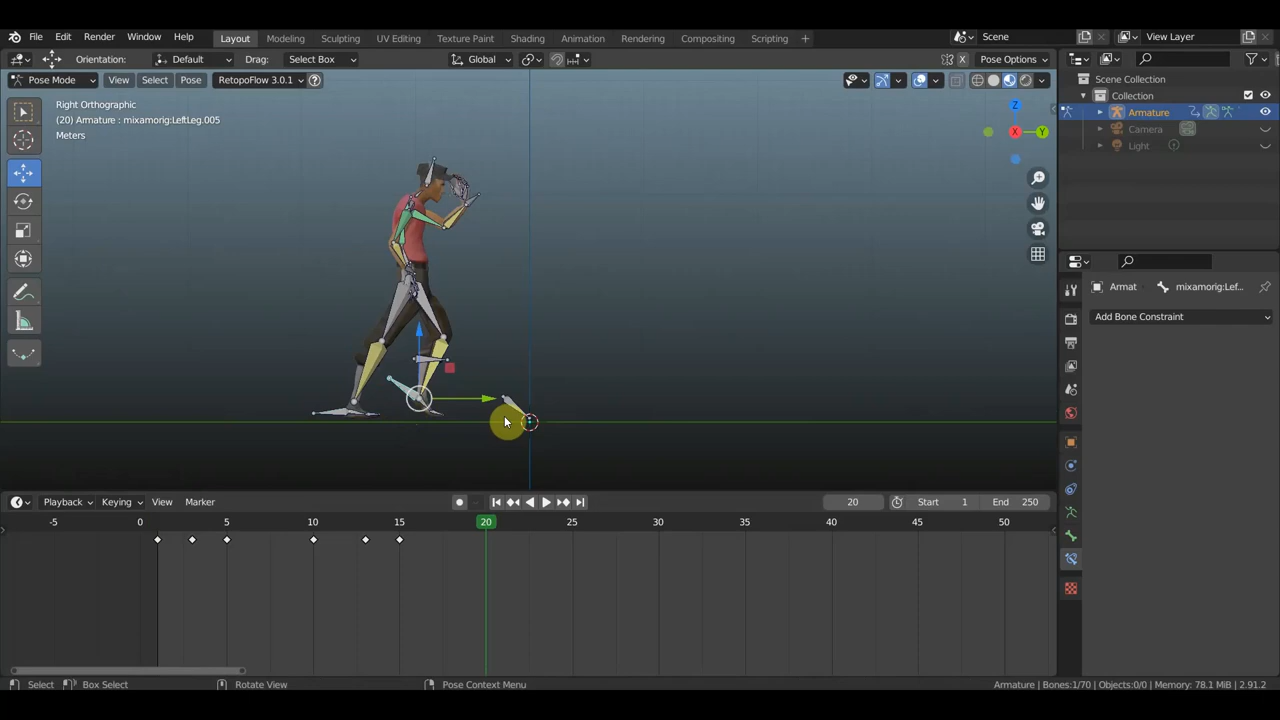 File Edit Render Window Help Layout Modeling Sculpting UV Editing Texture Paint Shading Animation Rendering Compositing Scripting + Scene View Layer
Orientation: Default Drag: Select Box Global X Pose Options
Pose Mode View Select Pose RetopoFlow 3.0.1 ?
Scene Collection
Collection
Armature
Camera
Light
Right Orthographic
(20) Armature : mixamorig:LeftLeg.005
Meters
Z
X
Y
Armat mixamorig:Lef...
Add Bone Constraint
Playback Keying View Marker 20 Start 1 End 250
-5 0 5 10 15 20 25 30 35 40 45 50
Select Box Select Rotate View Pose Context Menu Armature | Bones:1/70 | Objects:0/0 | Memory: 78.1 MiB | 2.91.2